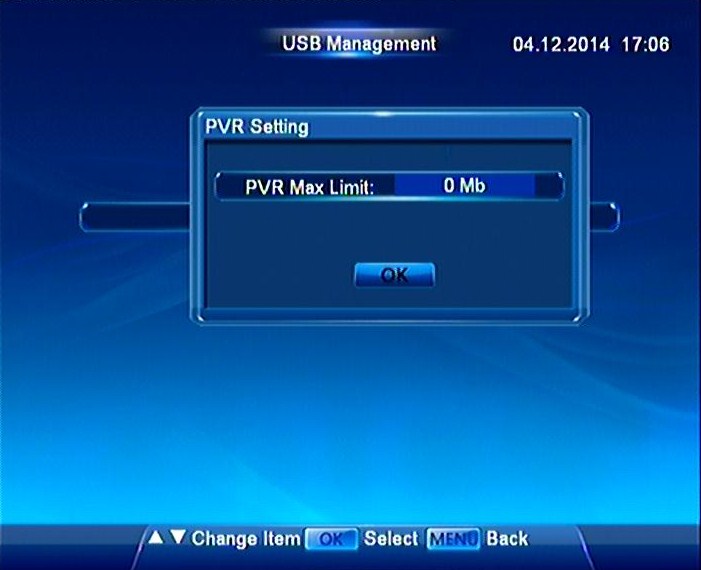 USB Management 04.12.2014 17:06
PVR Setting
PVR Max Limit: 0 Mb
OK
▲▼ Change Item OK Select MENU Back